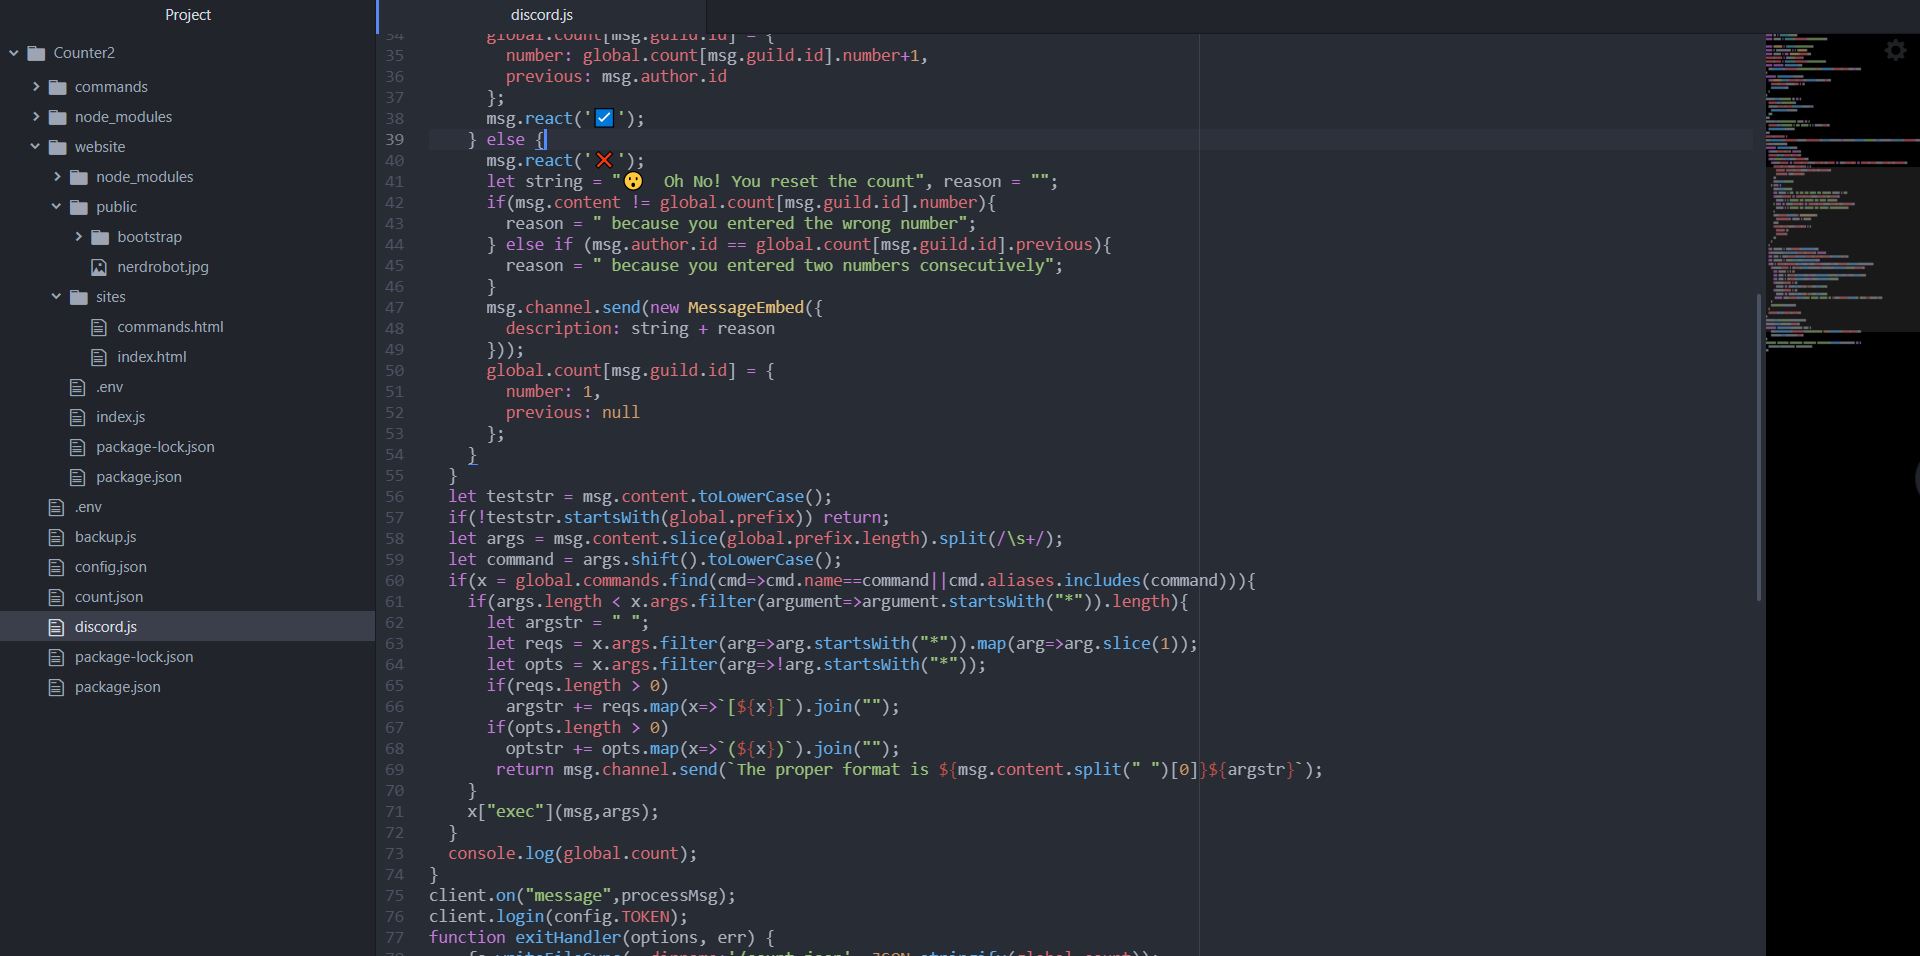 Project
Counter2
commands
node_modules
website
node_modules
public
bootstrap
nerdrobot.jpg
sites
commands.html
index.html
.env
index.js
package-lock.json
package.json
.env
backup.js
config.json
count.json
discord.js
package-lock.json
package.json
discord.js
34 global.count[msg.guild.id] = {
35 number: global.count[msg.guild.id].number+1,
36 previous: msg.author.id
37 };
38 msg.react('☑️');
39 } else {
40 msg.react('❌');
41 let string = "😮 Oh No! You reset the count", reason = "";
42 if(msg.content != global.count[msg.guild.id].number){
43 reason = " because you entered the wrong number";
44 } else if (msg.author.id == global.count[msg.guild.id].previous){
45 reason = " because you entered two numbers consecutively";
46 }
47 msg.channel.send(new MessageEmbed({
48 description: string + reason
49 }));
50 global.count[msg.guild.id] = {
51 number: 1,
52 previous: null
53 };
54 }
55 }
56 let teststr = msg.content.toLowerCase();
57 if(!teststr.startsWith(global.prefix)) return;
58 let args = msg.content.slice(global.prefix.length).split(/\s+/);
59 let command = args.shift().toLowerCase();
60 if(x = global.commands.find(cmd=>cmd.name==command||cmd.aliases.includes(command))){
61 if(args.length < x.args.filter(argument=>argument.startsWith("*")).length){
62 let argstr = " ";
63 let reqs = x.args.filter(arg=>arg.startsWith("*")).map(arg=>arg.slice(1));
64 let opts = x.args.filter(arg=>!arg.startsWith("*"));
65 if(reqs.length > 0)
66 argstr += reqs.map(x=>`[${x}]`).join("");
67 if(opts.length > 0)
68 optstr += opts.map(x=>`(${x})`).join("");
69 return msg.channel.send(`The proper format is ${msg.content.split(" ")[0]}${argstr}`);
70 }
71 x["exec"](msg,args);
72 }
73 console.log(global.count);
74 }
75 client.on("message",processMsg);
76 client.login(config.TOKEN);
77 function exitHandler(options, err) {